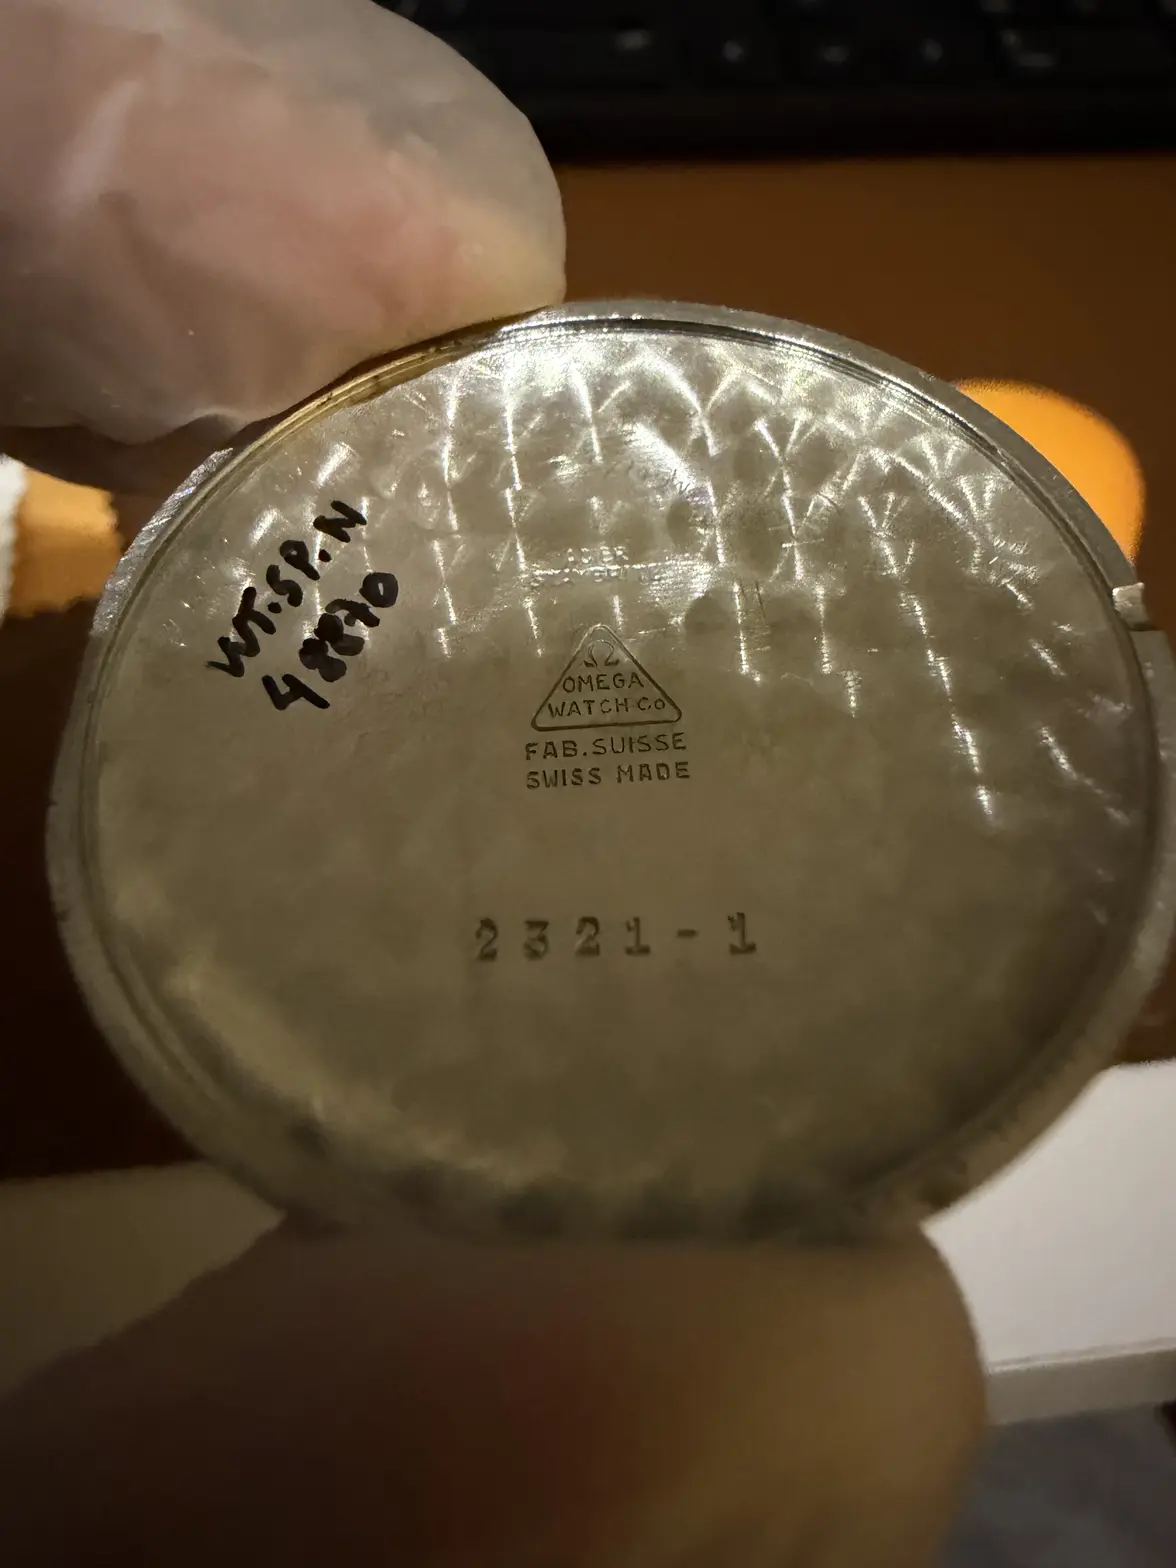 WT.SP.N
48870
Ω
OMEGA
WATCH Co
FAB. SUISSE
SWISS MADE
2321-1